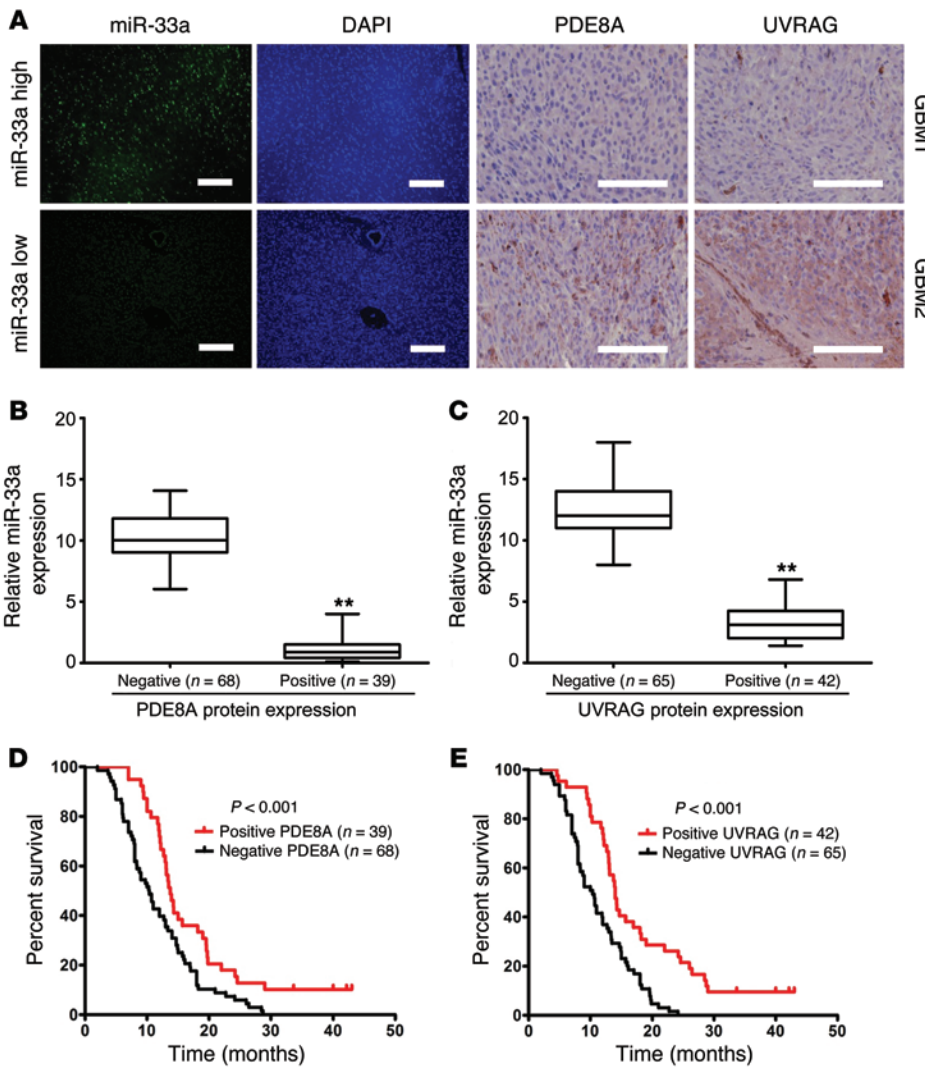 A
miR-33a DAPI PDE8A UVRAG
miR-33a high
GBM1
miR-33a low
GBM2
B
Relative miR-33a
expression
20
15
10
5
0
**
Negative (n = 68) Positive (n = 39)
PDE8A protein expression
C
Relative miR-33a
expression
20
15
10
5
0
**
Negative (n = 65) Positive (n = 42)
UVRAG protein expression
D
Percent survival
100
80
60
40
20
0
P < 0.001
Positive PDE8A (n = 39)
Negative PDE8A (n = 68)
0 10 20 30 40 50
Time (months)
E
Percent survival
100
80
60
40
20
0
P < 0.001
Positive UVRAG (n = 42)
Negative UVRAG (n = 65)
0 10 20 30 40 50
Time (months)